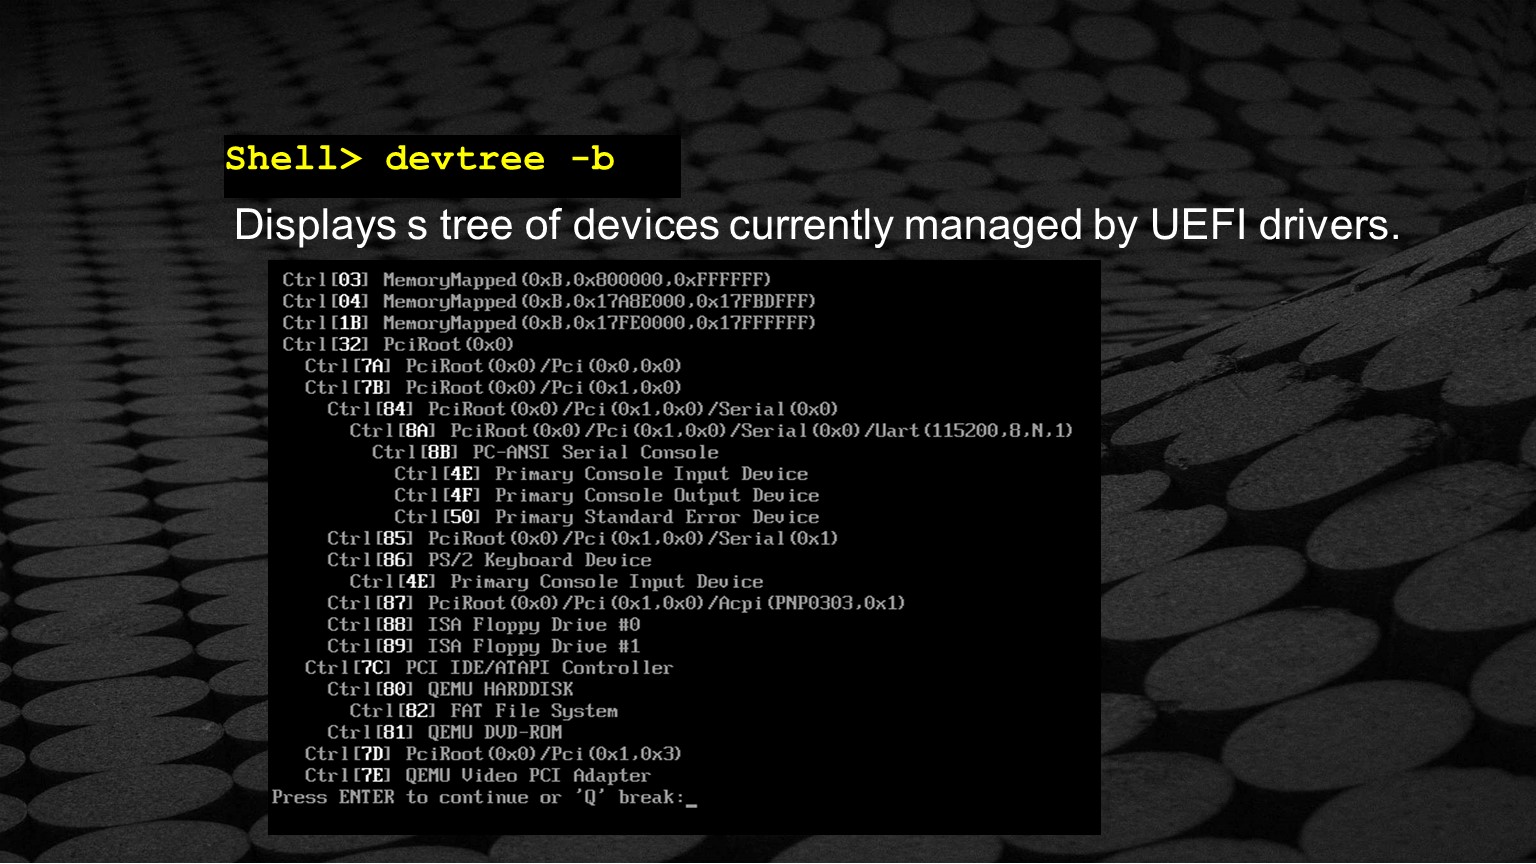 Shell> devtree -b
Displays s tree of devices currently managed by UEFI drivers.
Ctrl[03] MemoryMapped(0xB,0x800000,0xFFFFFF)
Ctrl[04] MemoryMapped(0xB,0x17A8E000,0x17FBDFFF)
Ctrl[1B] MemoryMapped(0xB,0x17FE0000,0x17FFFFFF)
Ctrl[32] PciRoot(0x0)
Ctrl[7A] PciRoot(0x0)/Pci(0x0,0x0)
Ctrl[7B] PciRoot(0x0)/Pci(0x1,0x0)
Ctrl[84] PciRoot(0x0)/Pci(0x1,0x0)/Serial(0x0)
Ctrl[8A] PciRoot(0x0)/Pci(0x1,0x0)/Serial(0x0)/Uart(115200,8,N,1)
Ctrl[8B] PC-ANSI Serial Console
Ctrl[4E] Primary Console Input Device
Ctrl[4F] Primary Console Output Device
Ctrl[50] Primary Standard Error Device
Ctrl[85] PciRoot(0x0)/Pci(0x1,0x0)/Serial(0x1)
Ctrl[86] PS/2 Keyboard Device
Ctrl[4E] Primary Console Input Device
Ctrl[87] PciRoot(0x0)/Pci(0x1,0x0)/Acpi(PNP0303,0x1)
Ctrl[88] ISA Floppy Drive #0
Ctrl[89] ISA Floppy Drive #1
Ctrl[7C] PCI IDE/ATAPI Controller
Ctrl[80] QEMU HARDDISK
Ctrl[82] FAT File System
Ctrl[81] QEMU DVD-ROM
Ctrl[7D] PciRoot(0x0)/Pci(0x1,0x3)
Ctrl[7E] QEMU Video PCI Adapter
Press ENTER to continue or 'Q' break:_